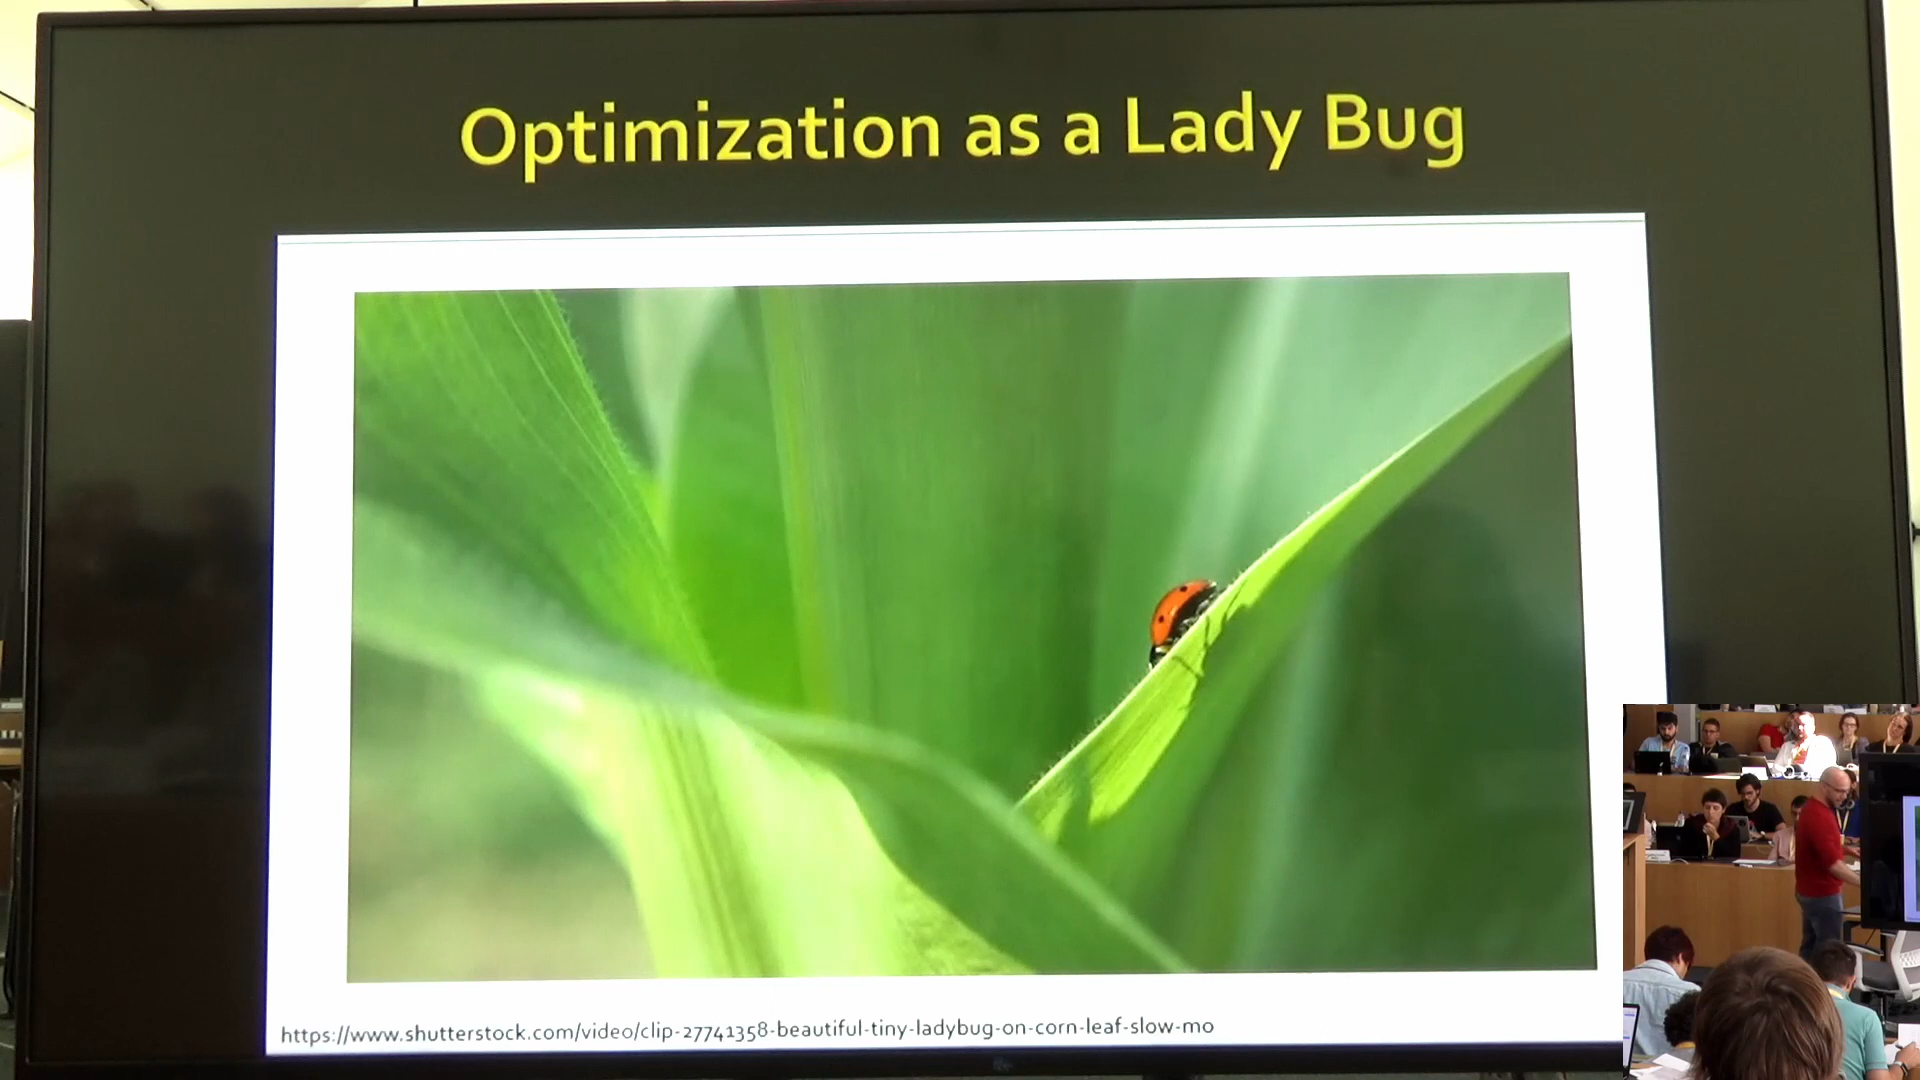 Optimization as a Lady Bug
https://www.shutterstock.com/video/clip-27741358-beautiful-tiny-ladybug-on-corn-leaf-slow-mo